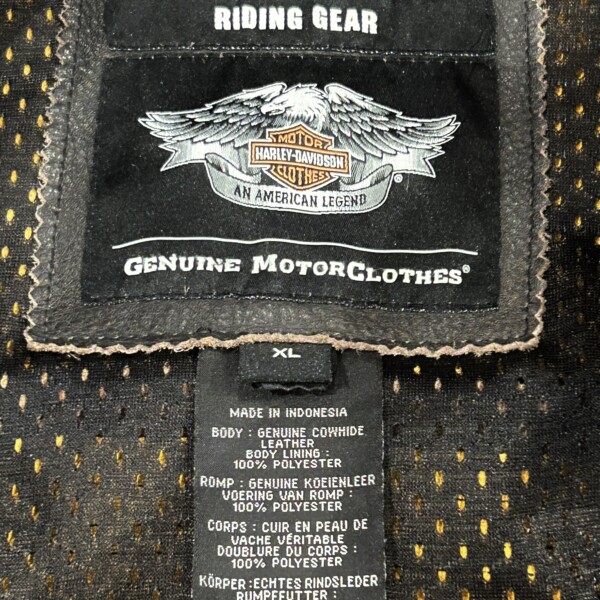 RIDING GEAR
MOTOR
HARLEY-DAVIDSON
CLOTHES
®
AN AMERICAN LEGEND
GENUINE MOTORCLOTHES®
XL
MADE IN INDONESIA
BODY : GENUINE COWHIDE
LEATHER
BODY LINING :
100% POLYESTER
ROMP : GENUINE KOEIENLEER
VOERING VAN ROMP :
100% POLYESTER
CORPS : CUIR EN PEAU DE
VACHE VÉRITABLE
DOUBLURE DU CORPS :
100% POLYESTER
KÖRPER :ECHTES RINDSLEDER
RUMPFFUTTER :